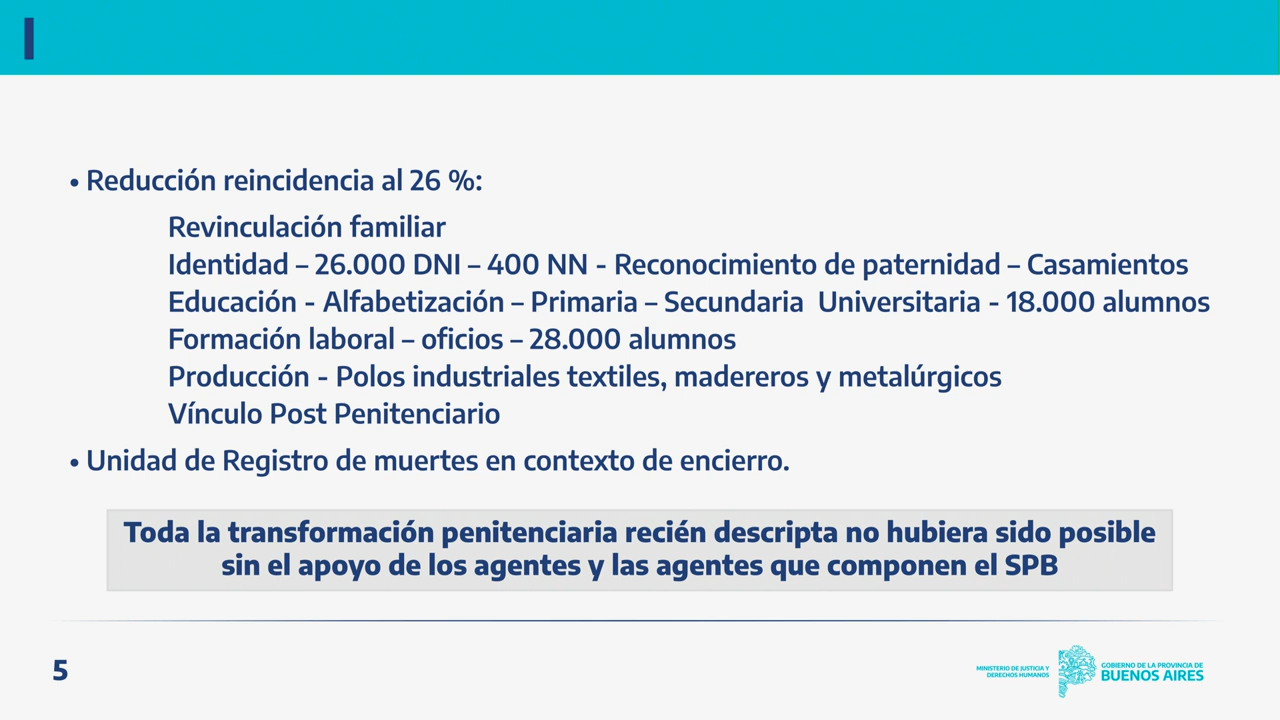 • Reducción reincidencia al 26 %:
Revinculación familiar
Identidad – 26.000 DNI – 400 NN - Reconocimiento de paternidad – Casamientos
Educación - Alfabetización – Primaria – Secundaria  Universitaria - 18.000 alumnos
Formación laboral – oficios – 28.000 alumnos
Producción - Polos industriales textiles, madereros y metalúrgicos
Vínculo Post Penitenciario
• Unidad de Registro de muertes en contexto de encierro.
Toda la transformación penitenciaria recién descripta no hubiera sido posible
sin el apoyo de los agentes y las agentes que componen el SPB
5
MINISTERIO DE JUSTICIA Y
DERECHOS HUMANOS
GOBIERNO DE LA PROVINCIA DE
BUENOS AIRES